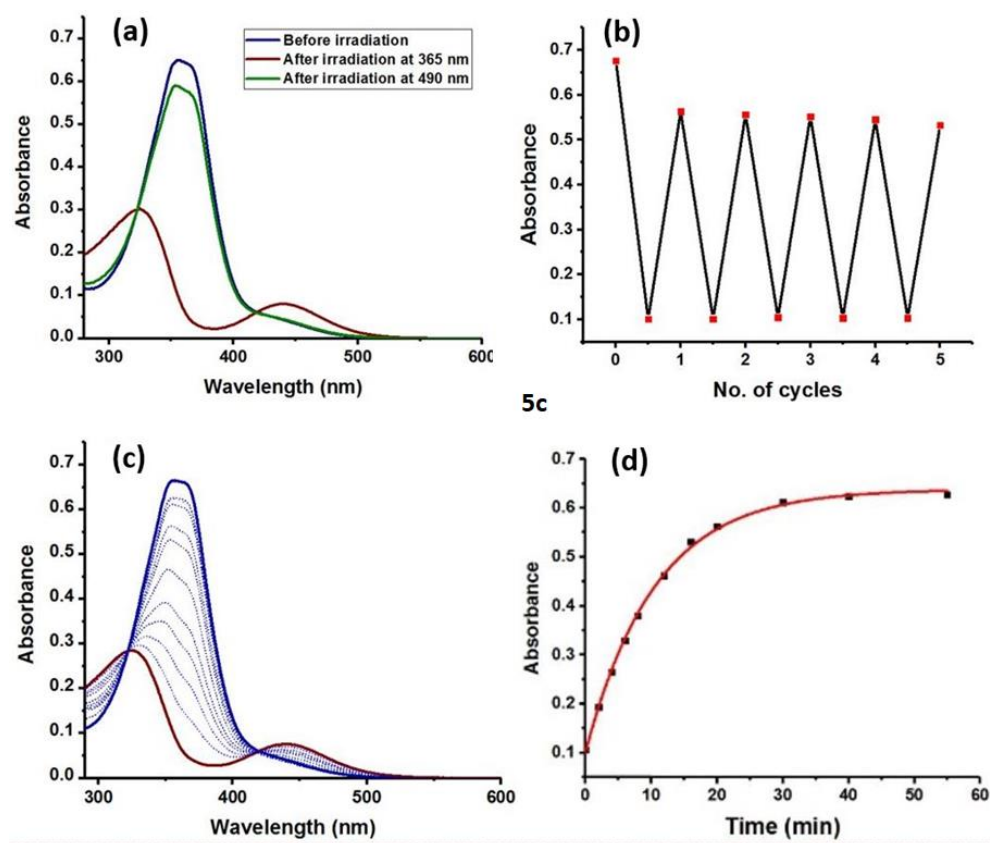 (a)
Before irradiation
After irradiation at 365 nm
After irradiation at 490 nm
0.7
0.6
0.5
0.4
0.3
0.2
0.1
0.0
Absorbance
300 400 500 600
Wavelength (nm)
(b)
0.7
0.6
0.5
0.4
0.3
0.2
0.1
Absorbance
0 1 2 3 4 5
No. of cycles
5c
(c)
0.7
0.6
0.5
0.4
0.3
0.2
0.1
0.0
Absorbance
300 400 500 600
Wavelength (nm)
(d)
0.7
0.6
0.5
0.4
0.3
0.2
0.1
Absorbance
0 10 20 30 40 50 60
Time (min)